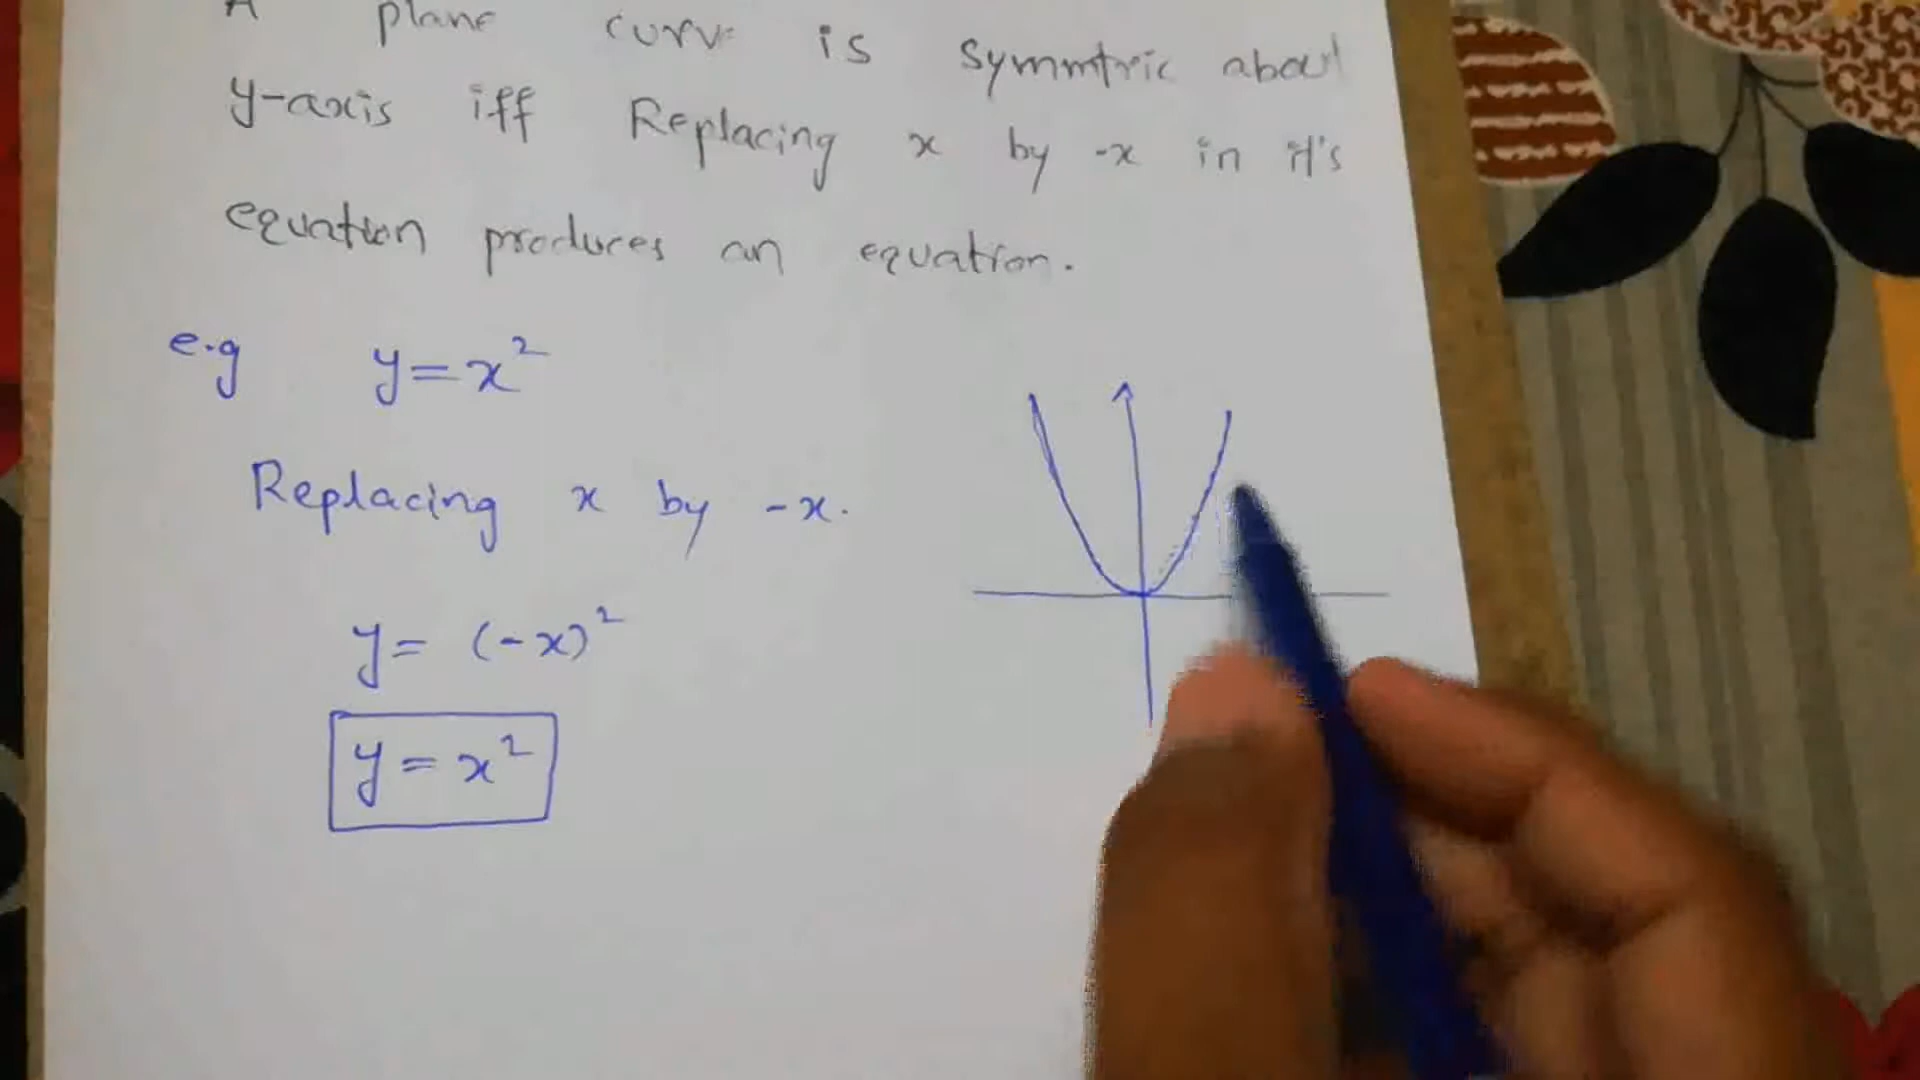 A plane curve is symmtric about
y-axis iff Replacing x by -x in it's
equation produces an equation.
e.g y = x²
Replacing x by -x.
y = (-x)²
y = x²